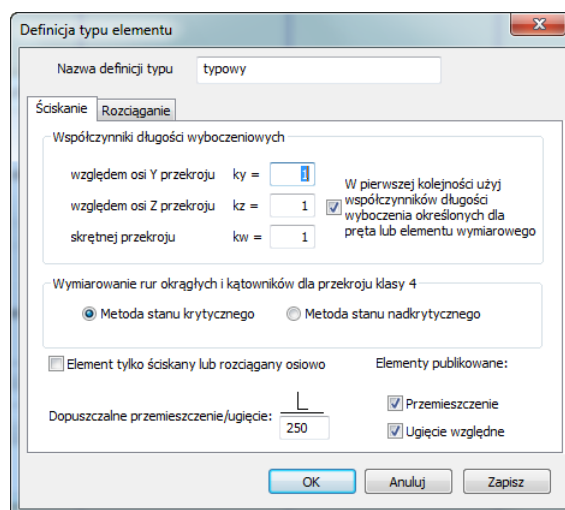 Definicja typu elementu
Nazwa definicji typu typowy
Ściskanie Rozciąganie
Współczynniki długości wyboczeniowych
względem osi Y przekroju ky = 1
względem osi Z przekroju kz = 1
skrętnej przekroju kw = 1
W pierwszej kolejności użyj
współczynników długości
wyboczenia określonych dla
pręta lub elementu wymiarowego
Wymiarowanie rur okrągłych i kątowników dla przekroju klasy 4
Metoda stanu krytycznego Metoda stanu nadkrytycznego
Element tylko ściskany lub rozciągany osiowo
Elementy publikowane:
Dopuszczalne przemieszczenie/ugięcie: L
250
Przemieszczenie
Ugięcie względne
OK Anuluj Zapisz